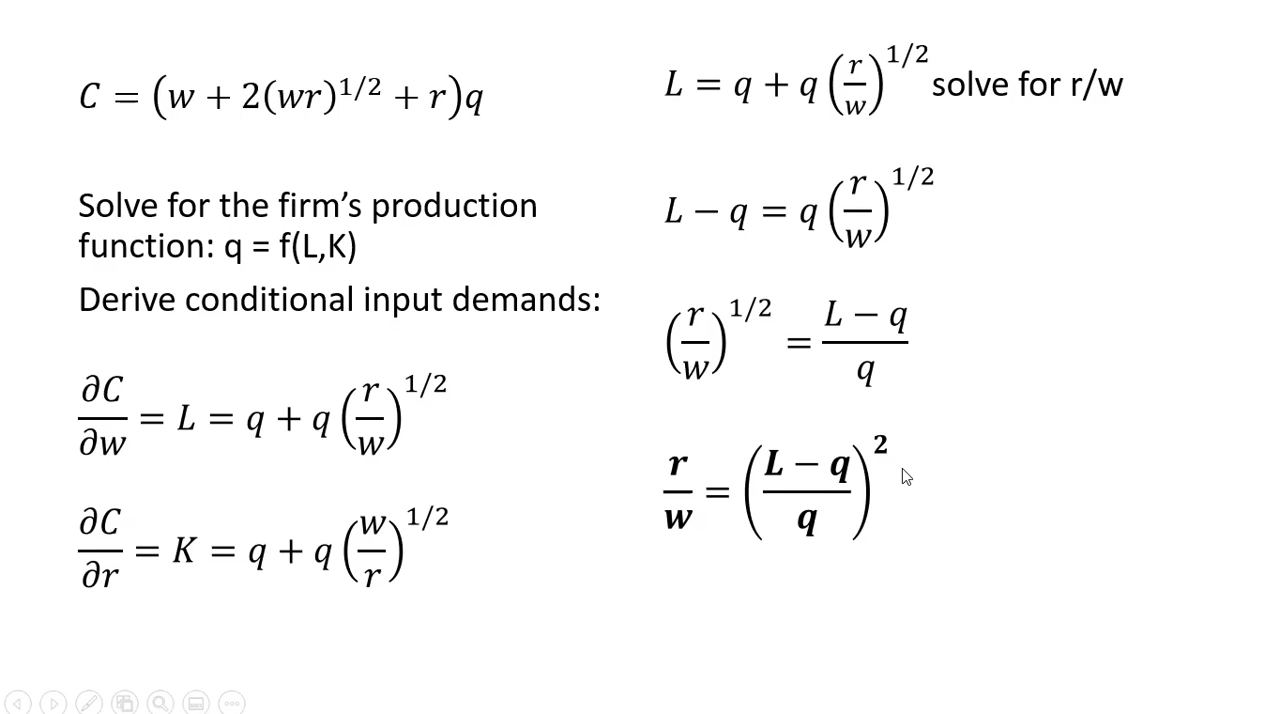 C = (w + 2(wr)^{1/2} + r)q
Solve for the firm’s production
function: q = f(L,K)
Derive conditional input demands:
∂C/∂w = L = q + q(r/w)^{1/2}
∂C/∂r = K = q + q(w/r)^{1/2}
L = q + q(r/w)^{1/2} solve for r/w
L − q = q(r/w)^{1/2}
(r/w)^{1/2} = (L − q)/q
r/w = ((L − q)/q)^2